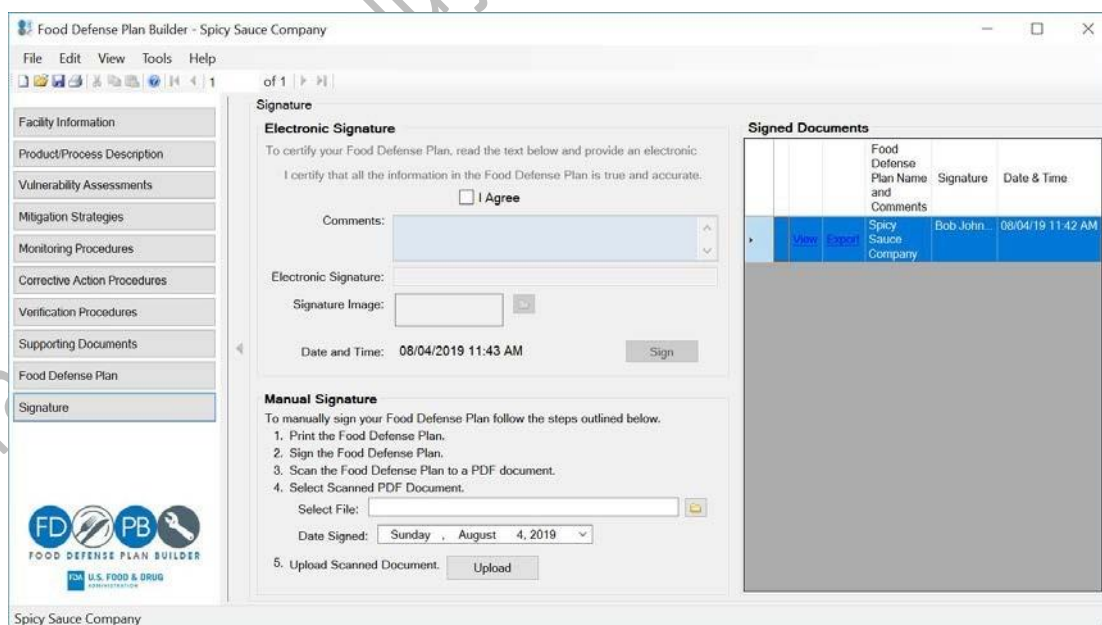 Food Defense Plan Builder - Spicy Sauce Company
File Edit View Tools Help
1 of 1
Facility Information
Product/Process Description
Vulnerability Assessments
Mitigation Strategies
Monitoring Procedures
Corrective Action Procedures
Verification Procedures
Supporting Documents
Food Defense Plan
Signature
FD PB
FOOD DEFENSE PLAN BUILDER
FDA U.S. FOOD & DRUG
ADMINISTRATION
Signature
Electronic Signature
To certify your Food Defense Plan, read the text below and provide an electronic
I certify that all the information in the Food Defense Plan is true and accurate.
I Agree
Comments:
Electronic Signature:
Signature Image:
Date and Time: 08/04/2019 11:43 AM Sign
Manual Signature
To manually sign your Food Defense Plan follow the steps outlined below.
1. Print the Food Defense Plan.
2. Sign the Food Defense Plan.
3. Scan the Food Defense Plan to a PDF document.
4. Select Scanned PDF Document.
Select File:
Date Signed: Sunday , August 4, 2019
5. Upload Scanned Document. Upload
Signed Documents
Food
Defense
Plan Name
and
Comments
Signature
Date & Time
View Export
Spicy
Sauce
Company
Bob John...
08/04/19 11:42 AM
Spicy Sauce Company